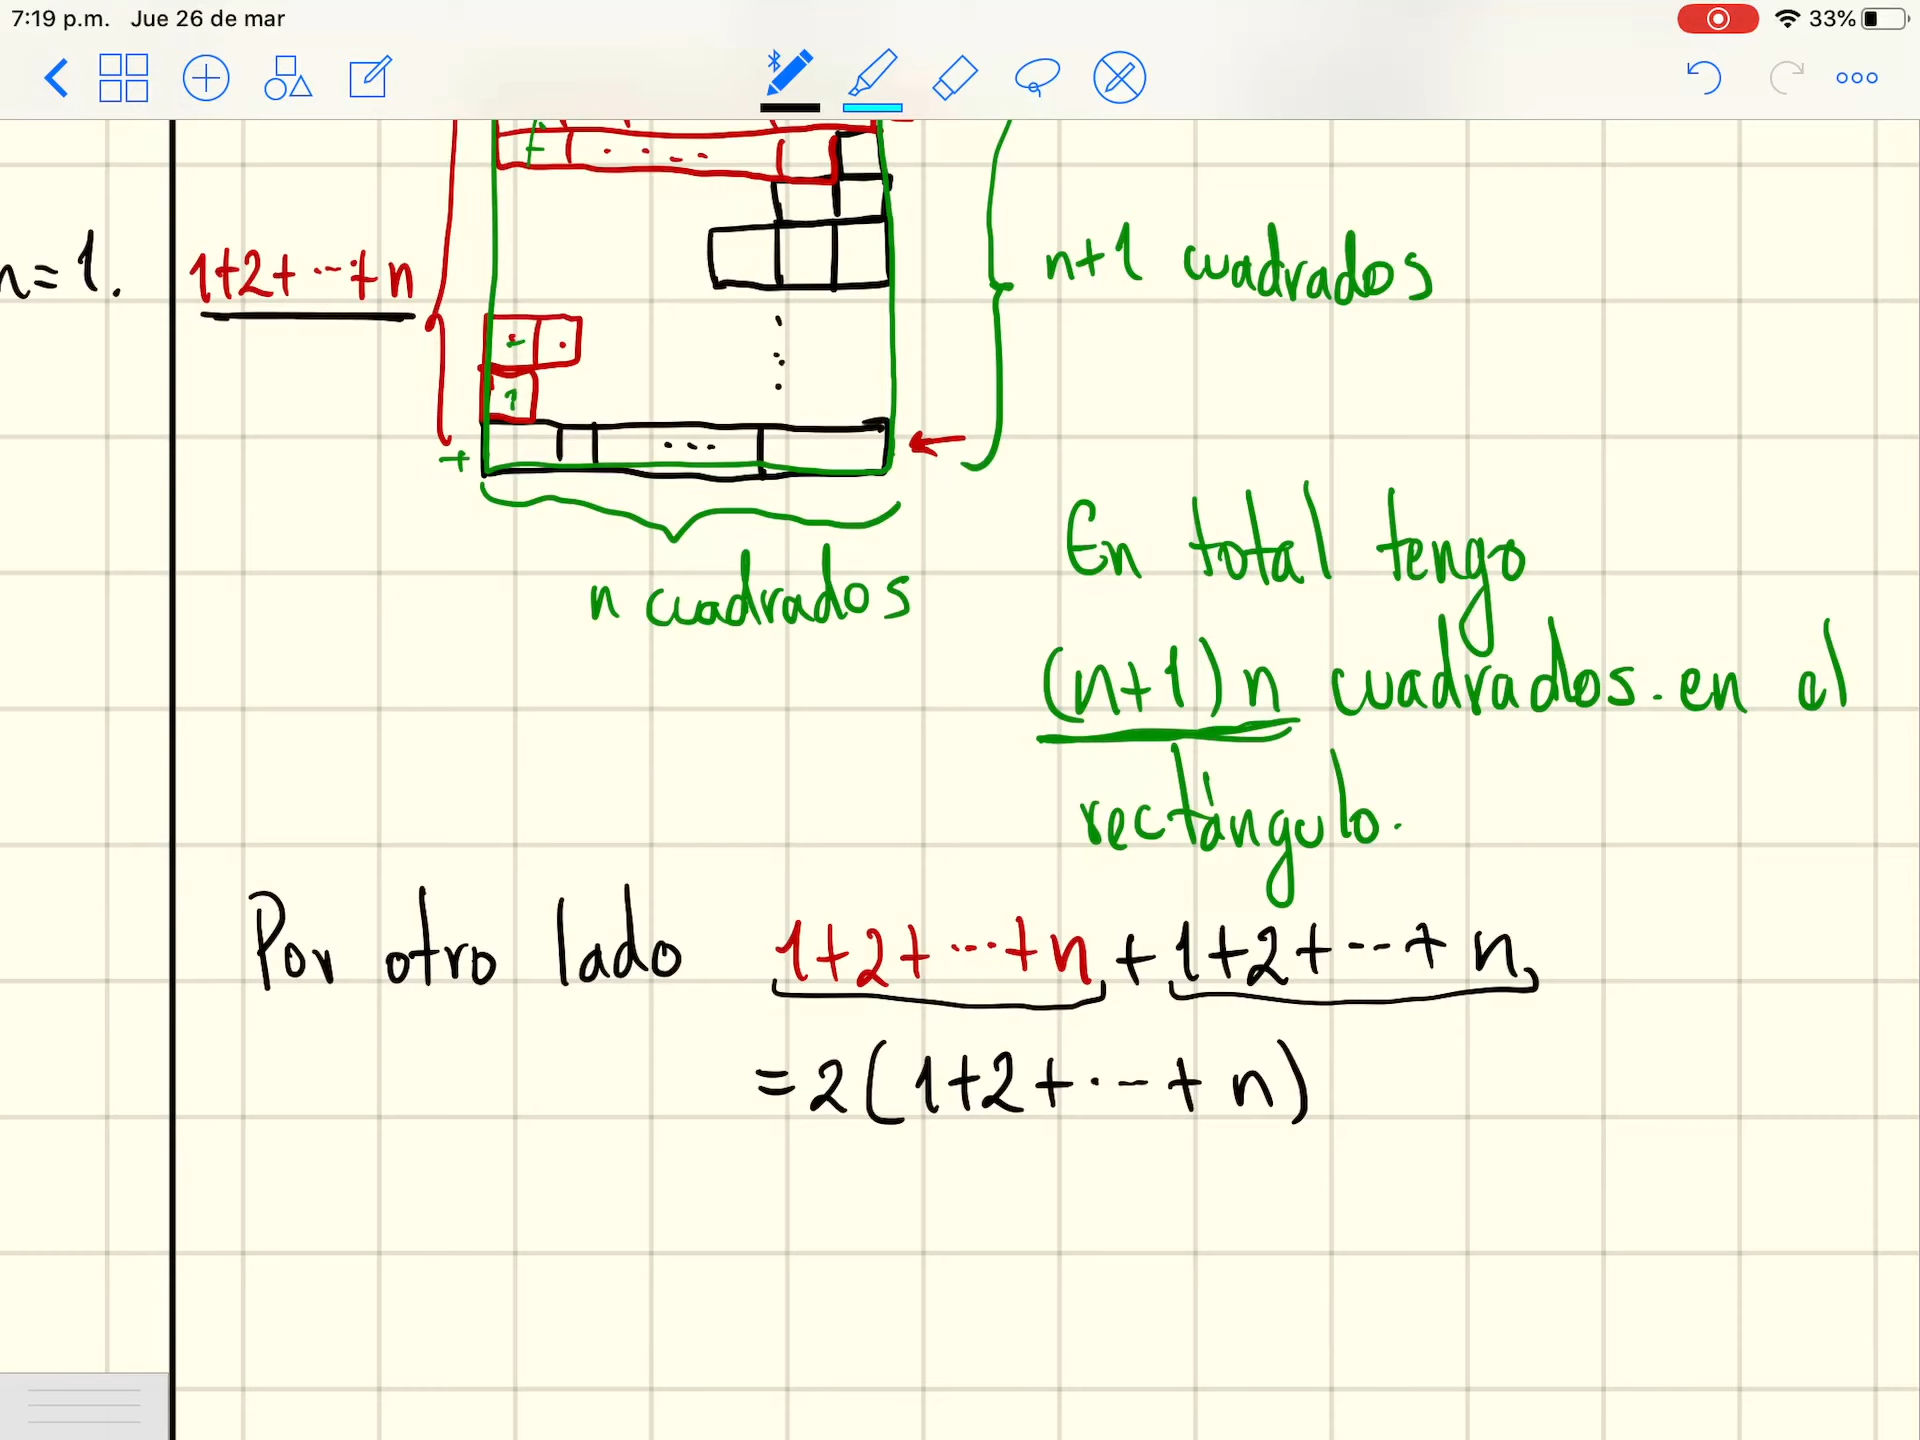 7:19 p.m. Jue 26 de mar
33%
n=1.
1+2+...+n
n+1 cuadrados
1
+
n cuadrados
En total tengo
(n+1)n cuadrados. en el
rectángulo.
Por otro lado 1+2+...+n + 1+2+...+n
=2(1+2+...+n)